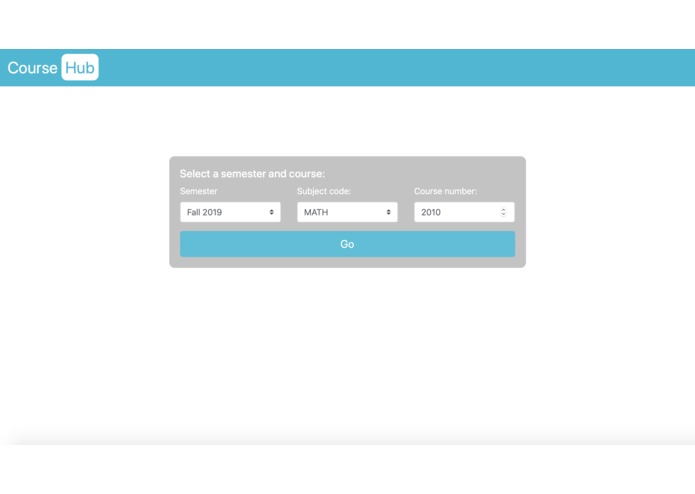 Course Hub
Select a semester and course:
Semester Subject code: Course number:
Fall 2019 MATH 2010
Go